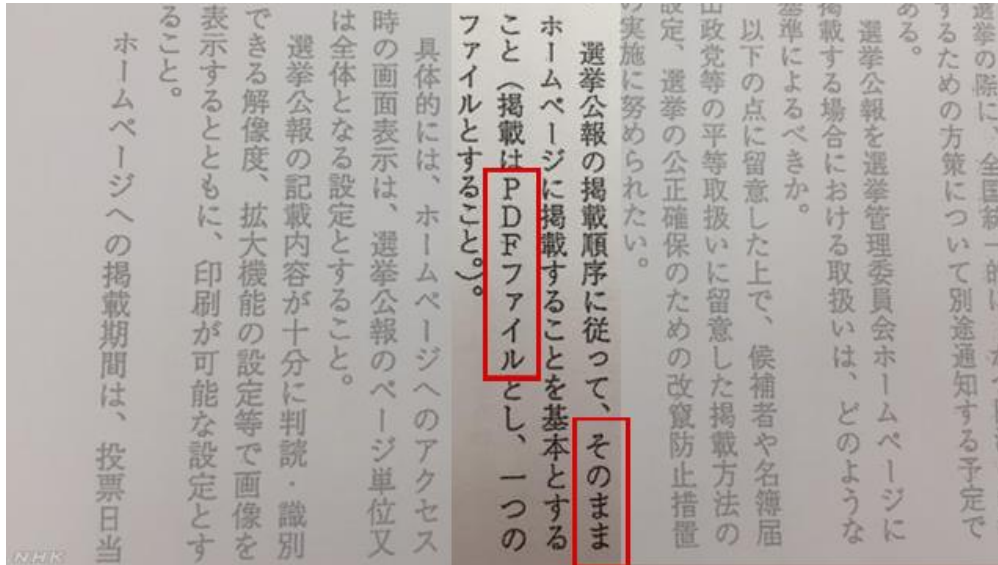 選挙の際に、全国統一的に
するための方策について別途通知する予定で
ある。
選挙公報を選挙管理委員会ホームページに
掲載する場合における取扱いは、どのような
基準によるべきか。
以下の点に留意した上で、候補者や名簿届
出政党等の平等取扱いに留意した掲載方法の
設定、選挙の公正確保のための改竄防止措置
の実施に努められたい。
選挙公報の掲載順序に従って、そのまま
ホームページに掲載することを基本とする
こと（掲載はPDFファイルとし、一つの
ファイルとすること。）。
具体的には、ホームページへのアクセス
時の画面表示は、選挙公報のページ単位又
は全体となる設定とすること。
選挙公報の記載内容が十分に判読・識別
できる解像度、拡大機能の設定等で画像を
表示するとともに、印刷が可能な設定とす
ること。
ホームページへの掲載期間は、投票日当
NHK